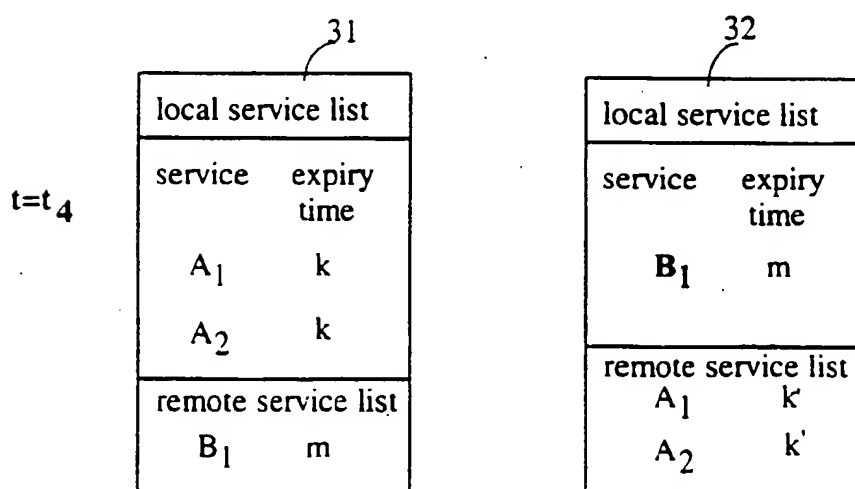 31
local service list
service expiry
time
t=t4
A1 k
A2 k
remote service list
B1 m
32
local service list
service expiry
time
B1 m
remote service list
A1 k'
A2 k'